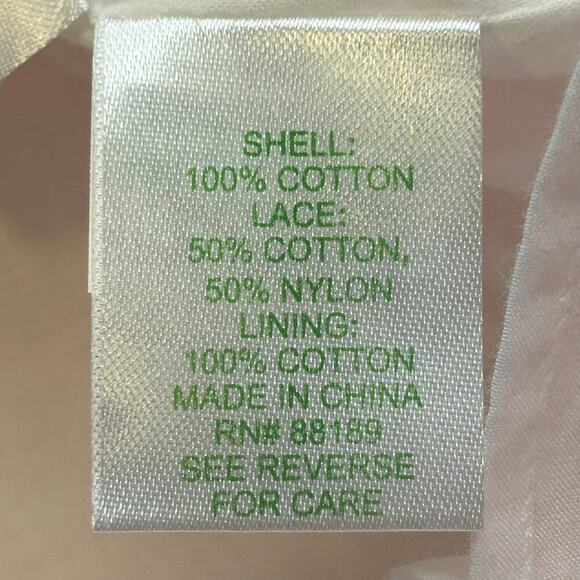 SHELL:
100% COTTON
LACE:
50% COTTON,
50% NYLON
LINING:
100% COTTON
MADE IN CHINA
RN# 88189
SEE REVERSE
FOR CARE